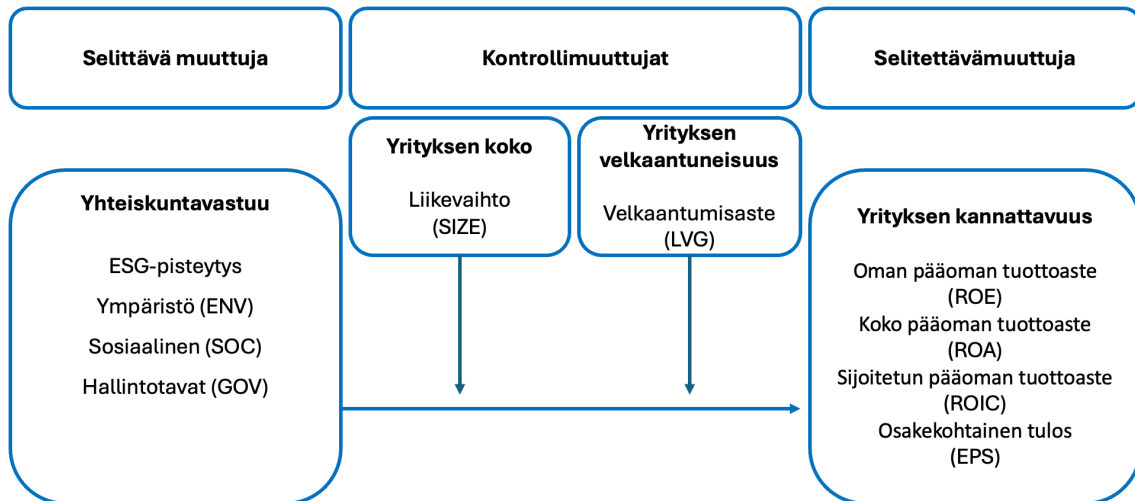 Selittävä muuttuja
Kontrollimuuttujat
Selitettävämuuttuja
Yhteiskuntavastuu
ESG-pisteytys
Ympäristö (ENV)
Sosiaalinen (SOC)
Hallintotavat (GOV)
Yrityksen koko
Liikevaihto
(SIZE)
Yrityksen
velkaantuneisuus
Velkaantumisaste
(LVG)
Yrityksen kannattavuus
Oman pääoman tuottoaste
(ROE)
Koko pääoman tuottoaste
(ROA)
Sijoitetun pääoman tuottoaste
(ROIC)
Osakekohtainen tulos
(EPS)